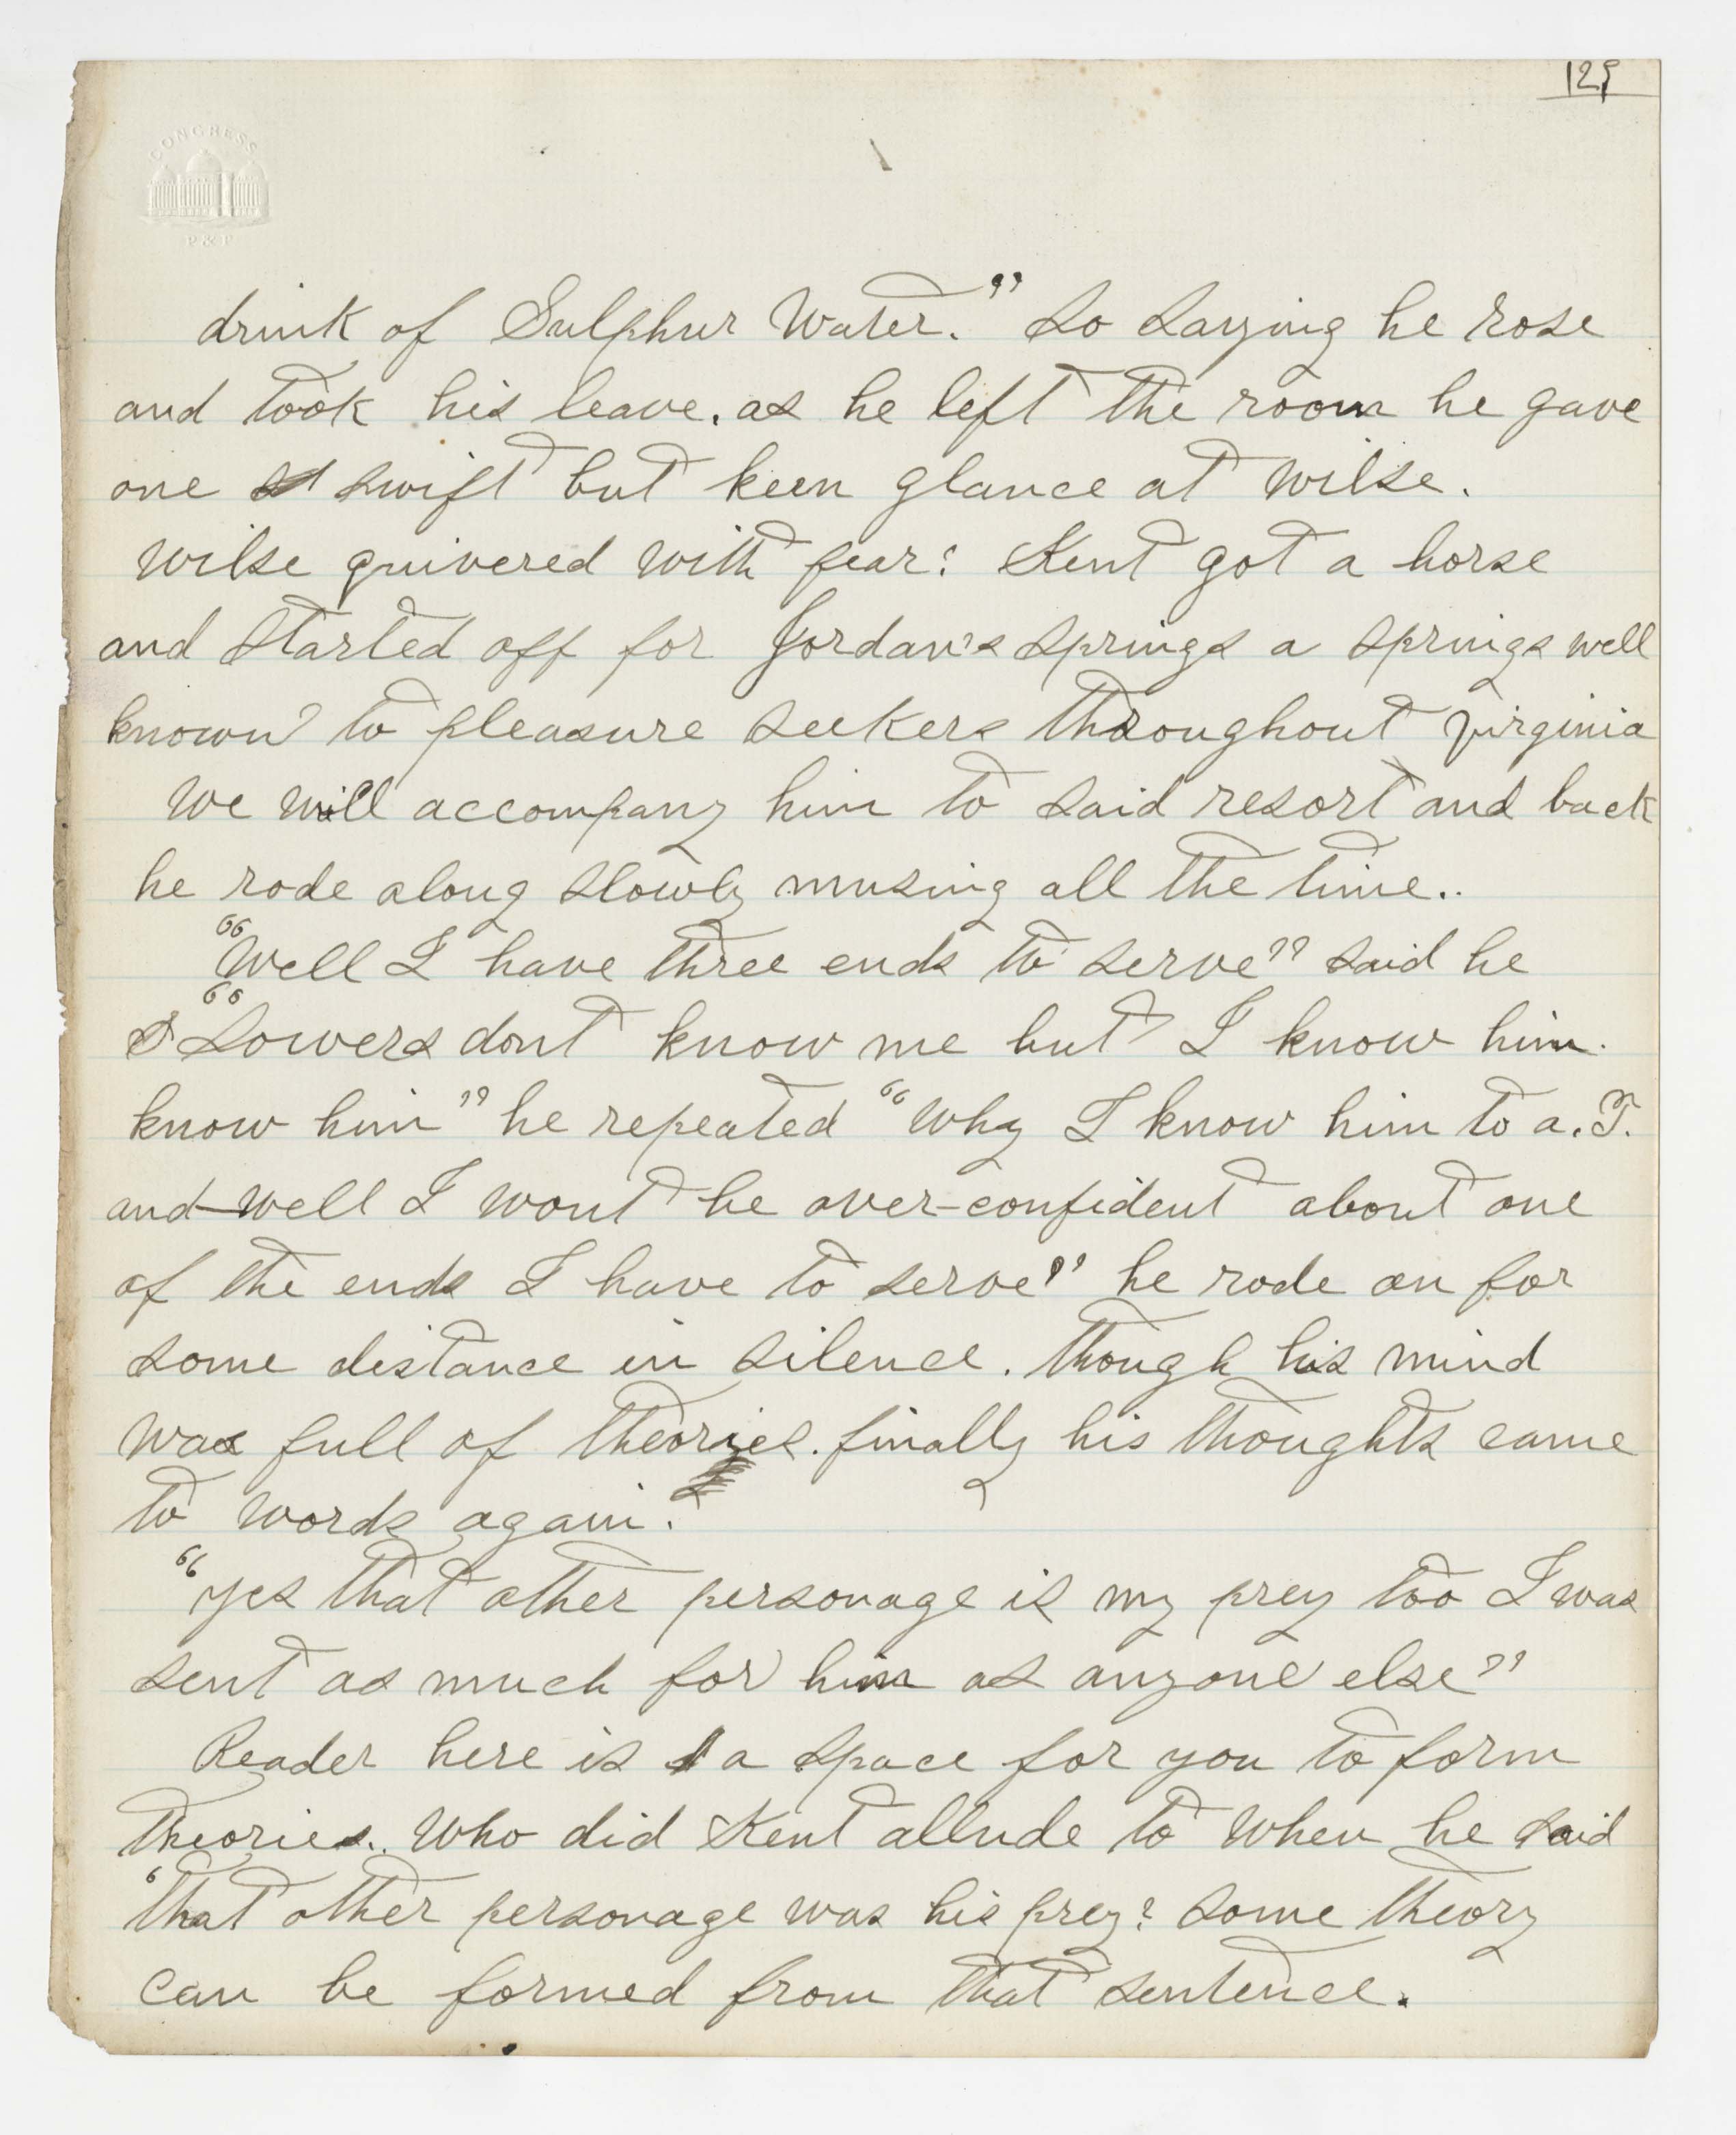 129
CONGRESS
P & P
drink of Sulphur Water." So saying he rose
and took his leave. as he left the room he gave
one swift but keen glance at Wilse.
Wilse quivered with fear: Kent got a horse
and started off for Jordan's springs a springs well
known to pleasure seekers throughout Virginia
We will accompany him to said resort and back
he rode along slowly musing all the time..
"Well I have three ends to serve" said he
"Sowers dont know me but I know him.
know him" he repeated "Why I know him to a. T.
and–well I wont be over-confident about one
of the ends I have to serve" he rode on for
some distance in silence. though his mind
was full of theories. finally his thoughts came
to words again.
"Yes that other personage is my prey too I was
sent as much for him as anyone else"
Reader here is a space for you to form
theories.. Who did Kent allude to when he said
'that other personage was his prey? some theory
can be formed from that sentence.